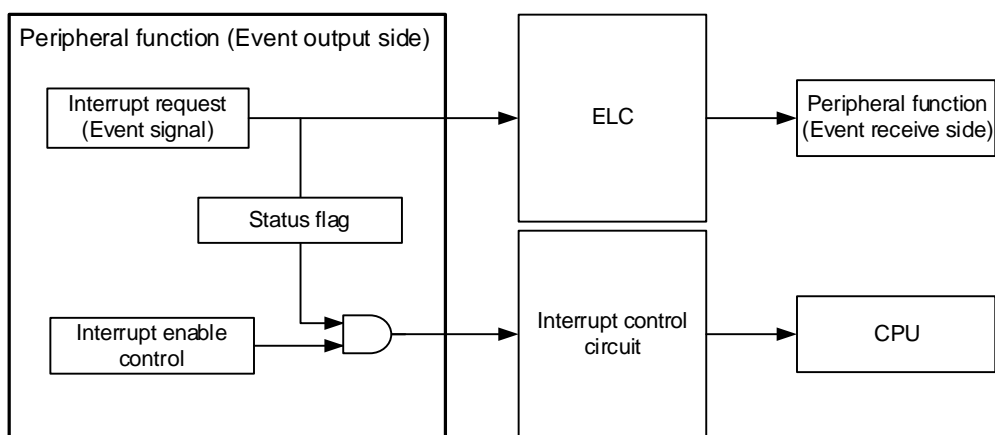 Peripheral function (Event output side)
Interrupt request
(Event signal)
ELC
Peripheral function
(Event receive side)
Status flag
Interrupt enable
control
Interrupt control
circuit
CPU